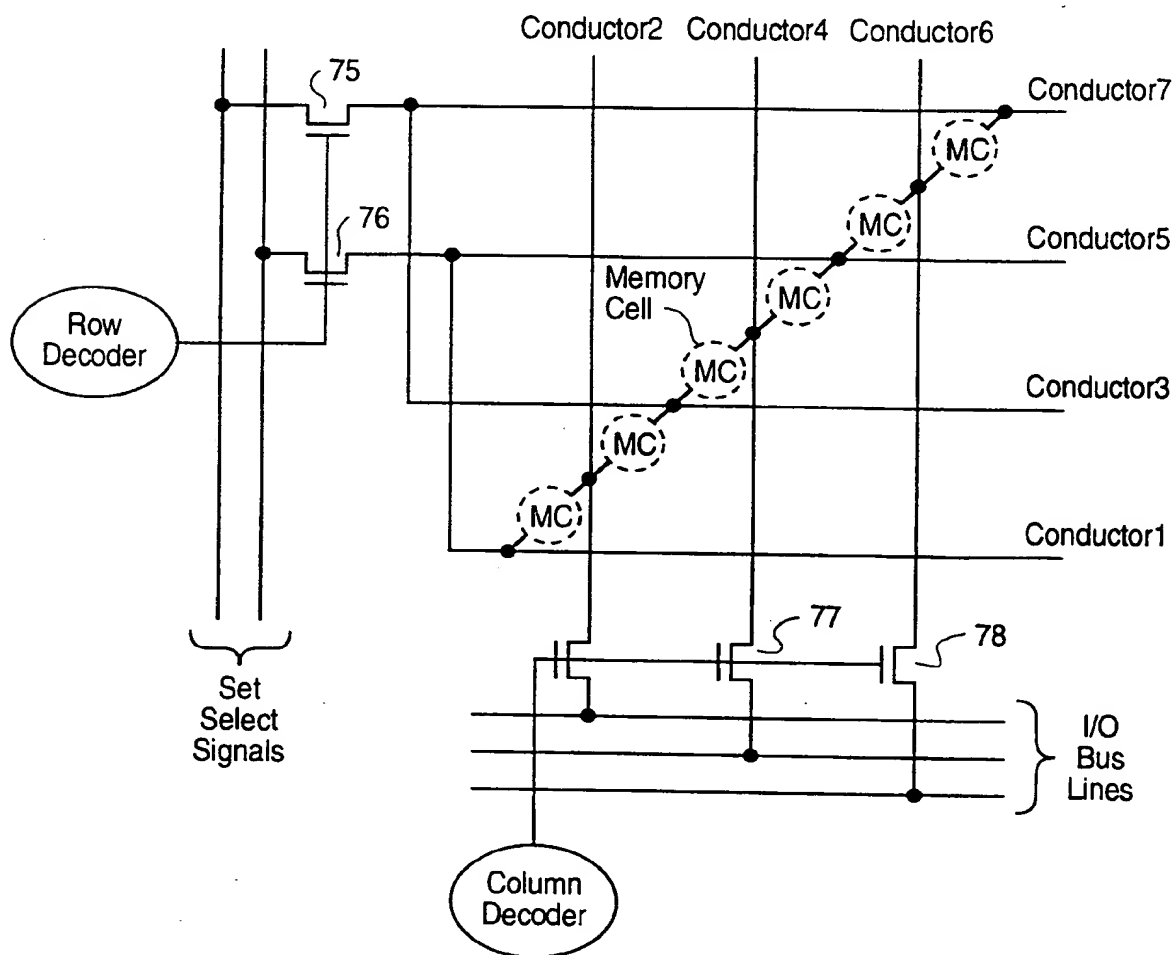 Conductor2 Conductor4 Conductor6
75
Conductor7
MC
76
MC
Conductor5
Memory
Cell
MC
Row
Decoder
MC
Conductor3
MC
MC
Conductor1
77
78
Set
Select
Signals
I/O
Bus
Lines
Column
Decoder